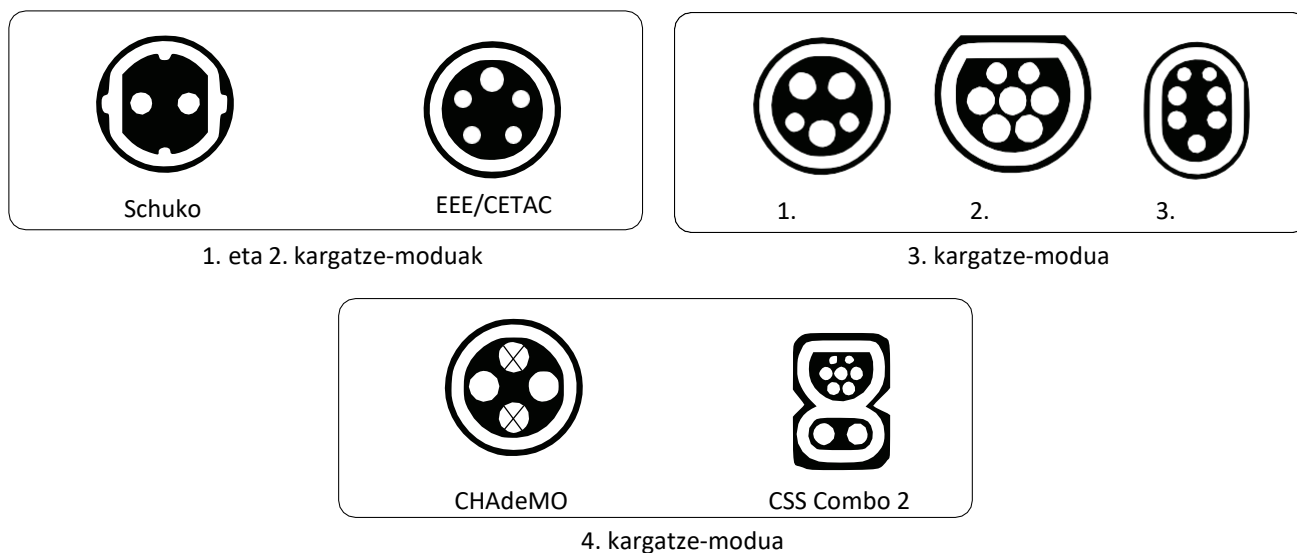 Schuko
EEE/CETAC
1. eta 2. kargatze-moduak
1.
2.
3.
3. kargatze-modua
CHAdeMO
CSS Combo 2
4. kargatze-modua